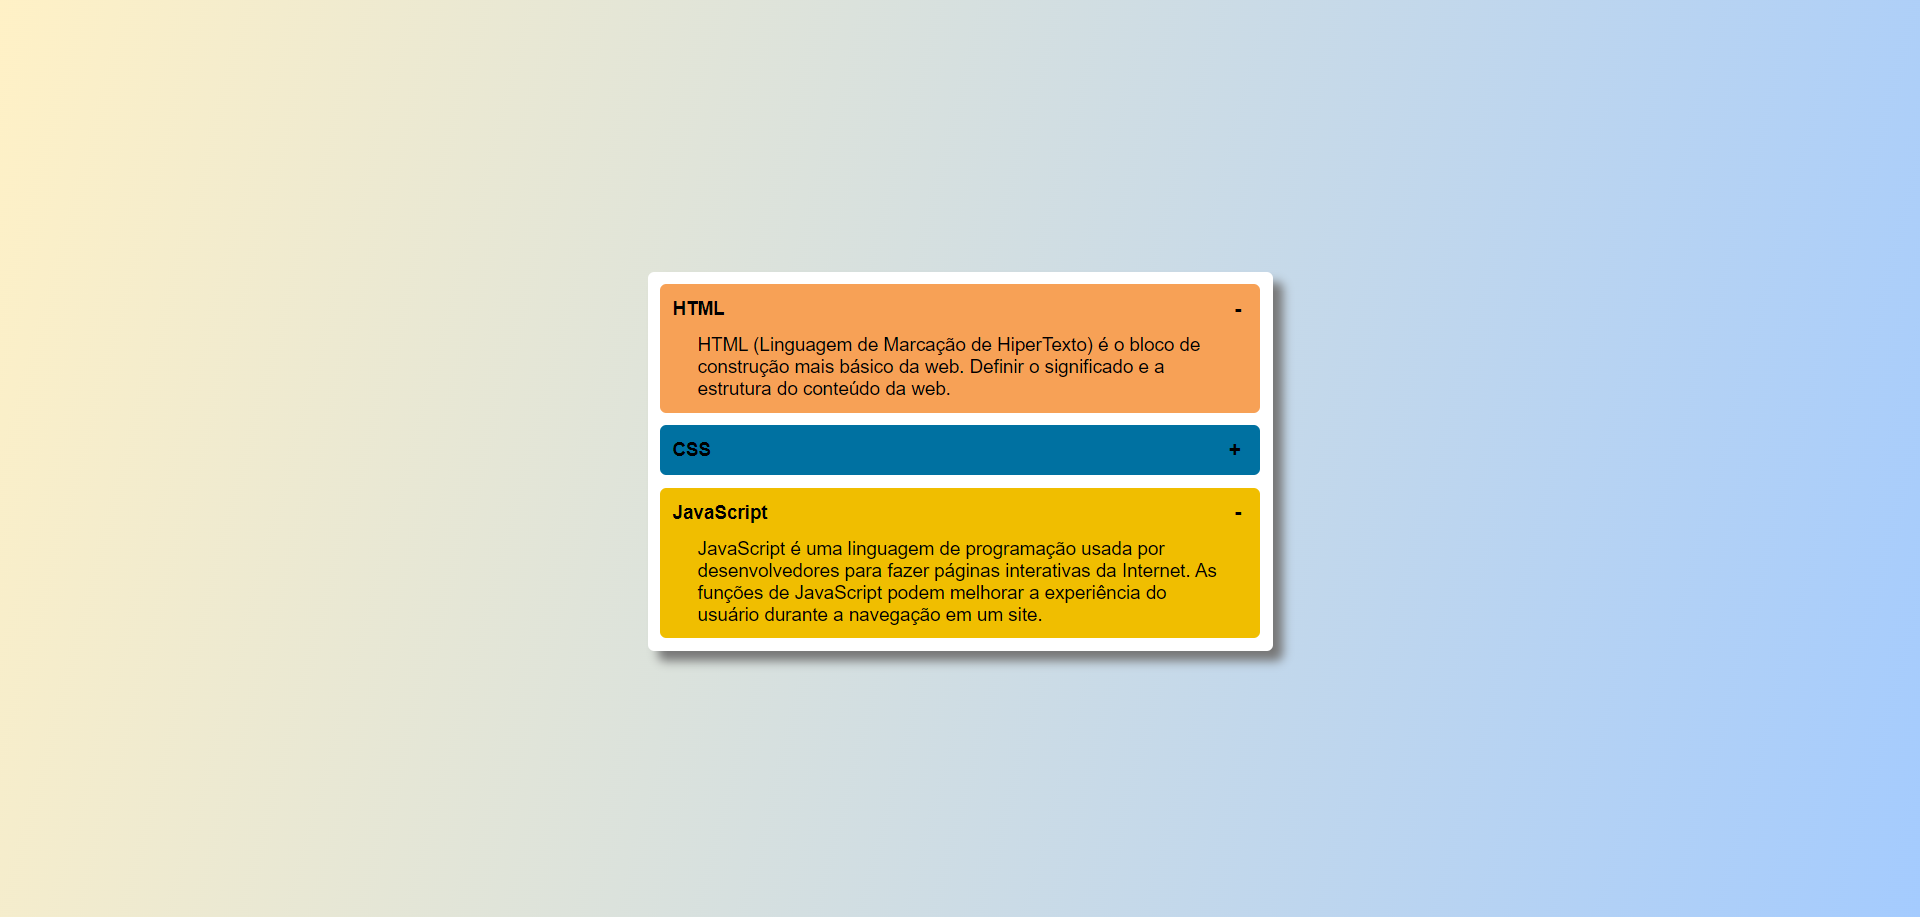 HTML -
HTML (Linguagem de Marcação de HiperTexto) é o bloco de
construção mais básico da web. Definir o significado e a
estrutura do conteúdo da web.
CSS +
JavaScript -
JavaScript é uma linguagem de programação usada por
desenvolvedores para fazer páginas interativas da Internet. As
funções de JavaScript podem melhorar a experiência do
usuário durante a navegação em um site.